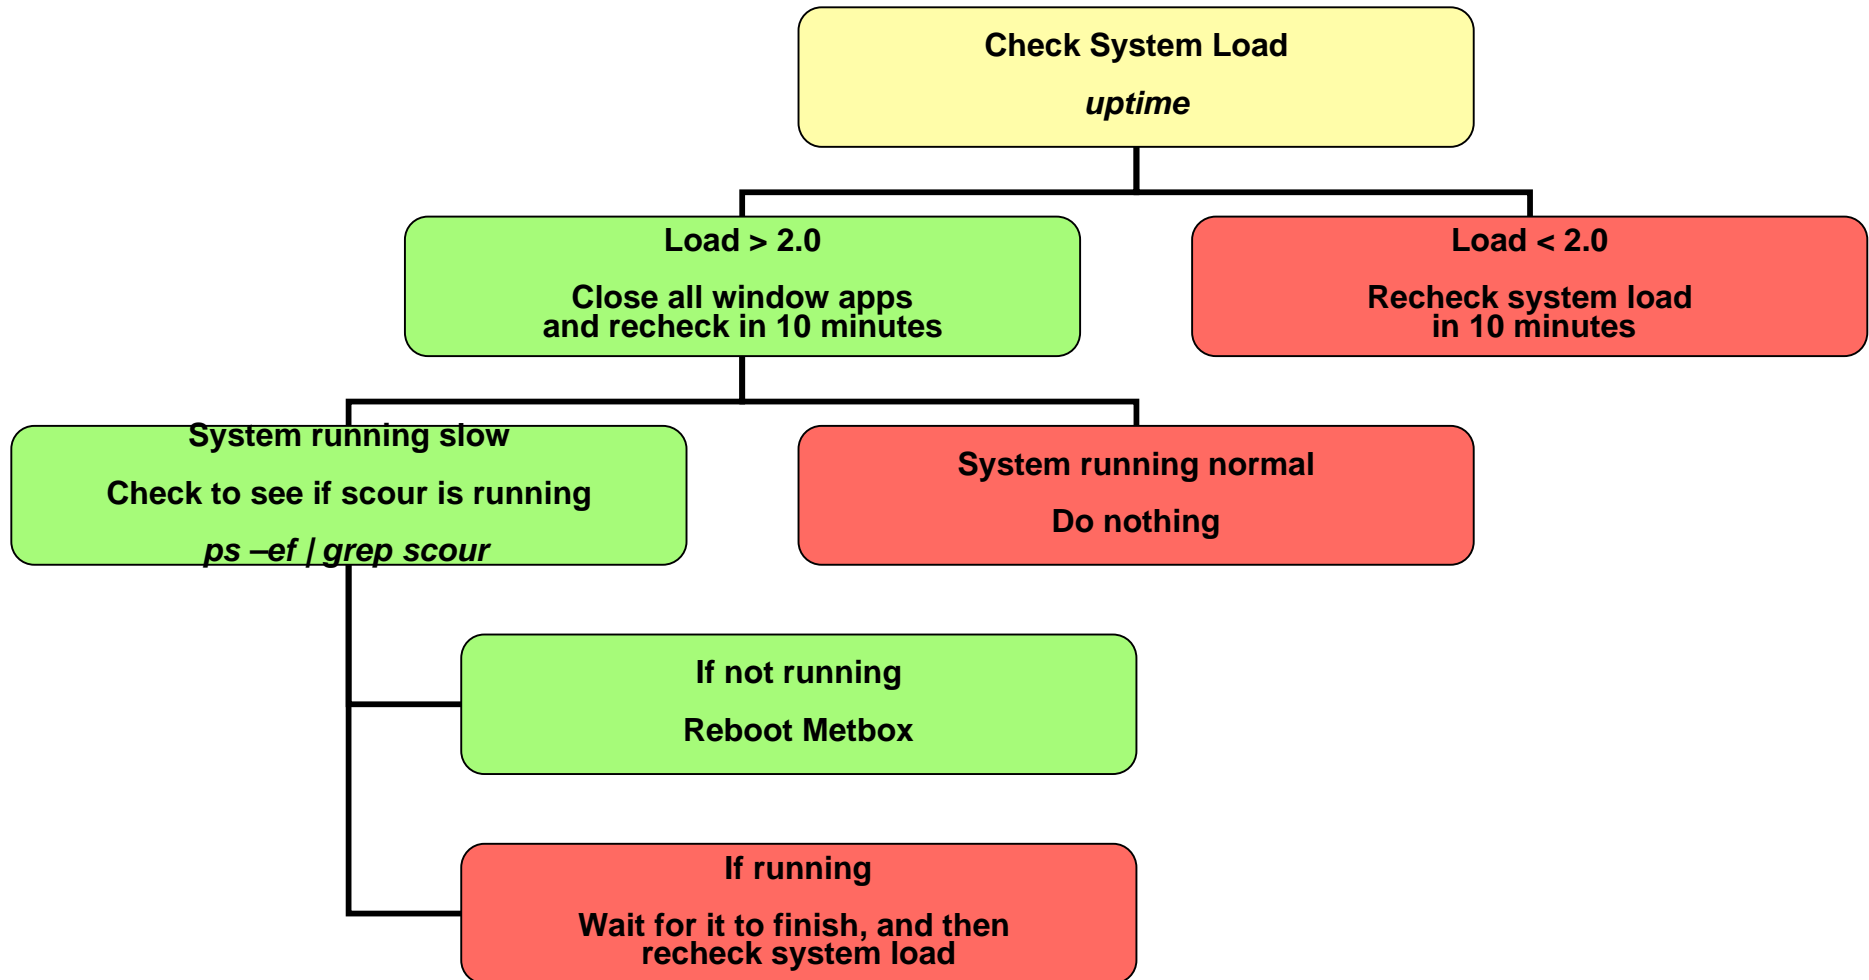 Check System Load
uptime
Load > 2.0
Close all window apps
and recheck in 10 minutes
Load < 2.0
Recheck system load
in 10 minutes
System running slow
Check to see if scour is running
ps –ef | grep scour
System running normal
Do nothing
If not running
Reboot Metbox
If running
Wait for it to finish, and then
recheck system load